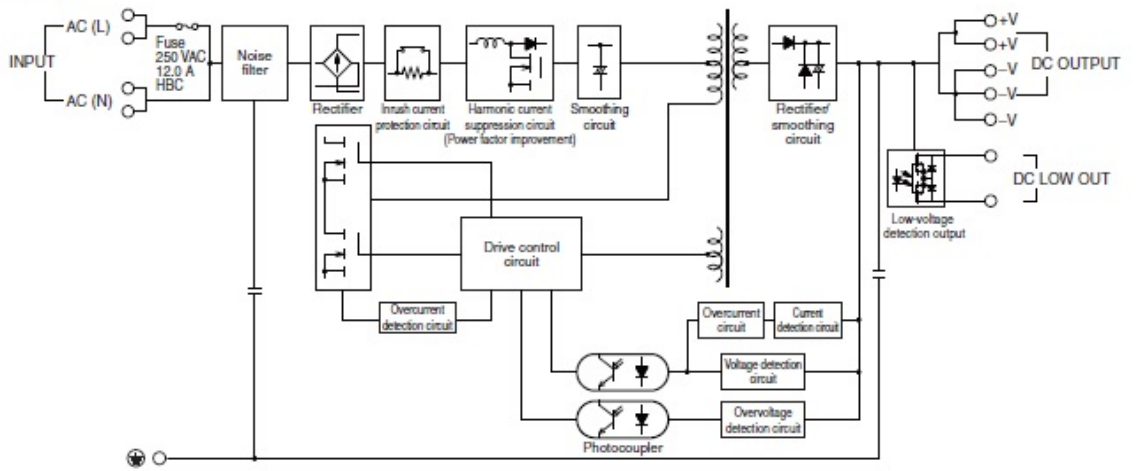 AC (L)
INPUT
AC (N)
Fuse
250 VAC
12.0 A
HBC
Noise
filter
Rectifier
Inrush current
protection circuit
Harmonic current
suppression circuit
(Power factor improvement)
Smoothing
circuit
Rectifier/
smoothing
circuit
+V
+V
−V
−V
−V
DC OUTPUT
DC LOW OUT
Low-voltage
detection output
Drive control
circuit
Overcurrent
detection circuit
Overcurrent
circuit
Current
detection circuit
Voltage detection
circuit
Overvoltage
detection circuit
Photocoupler